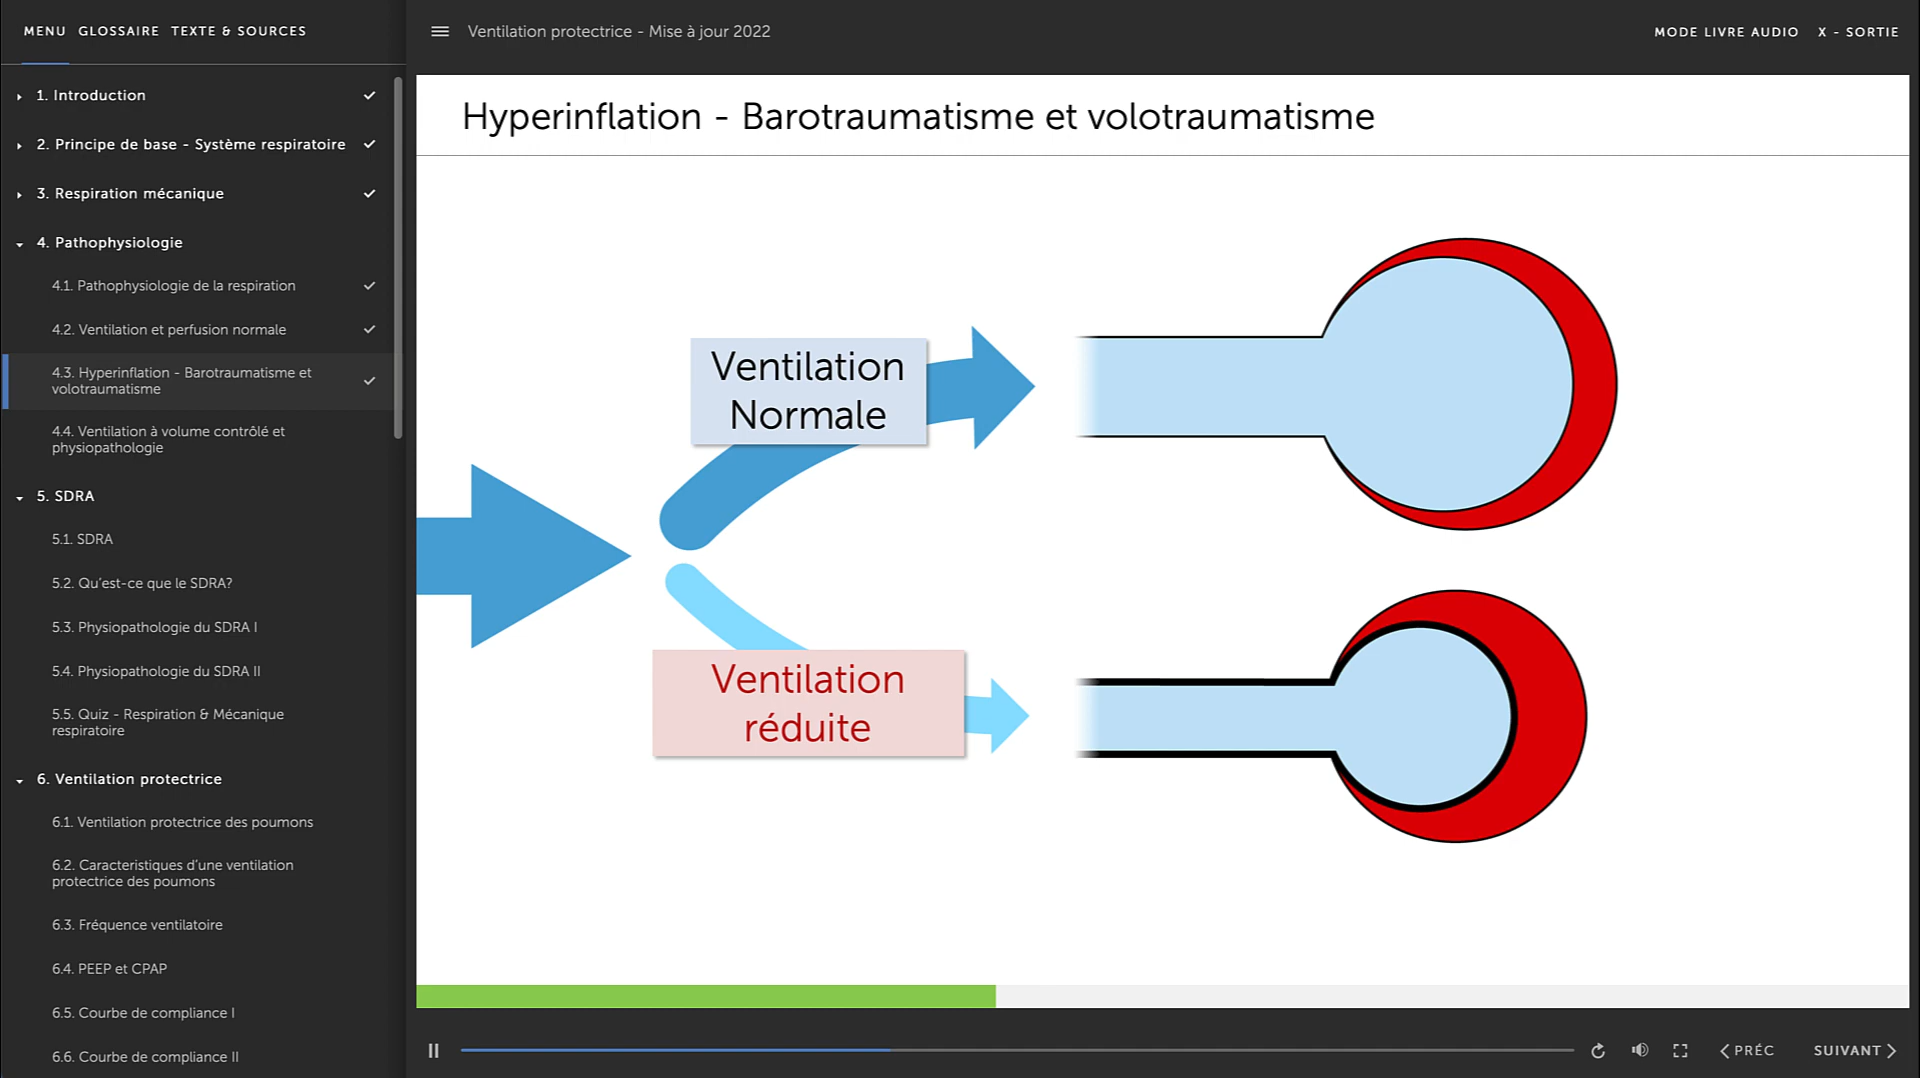 MENU GLOSSAIRE TEXTE & SOURCES
1. Introduction
2. Principe de base - Système respiratoire
3. Respiration mécanique
4. Pathophysiologie
4.1. Pathophysiologie de la respiration
4.2. Ventilation et perfusion normale
4.3. Hyperinflation - Barotraumatisme et
volotraumatisme
4.4. Ventilation à volume contrôlé et
physiopathologie
5. SDRA
5.1. SDRA
5.2. Qu'est-ce que le SDRA?
5.3. Physiopathologie du SDRA I
5.4. Physiopathologie du SDRA II
5.5. Quiz - Respiration & Mécanique
respiratoire
6. Ventilation protectrice
6.1. Ventilation protectrice des poumons
6.2. Caracteristiques d'une ventilation
protectrice des poumons
6.3. Fréquence ventilatoire
6.4. PEEP et CPAP
6.5. Courbe de compliance I
6.6. Courbe de compliance II
Ventilation protectrice - Mise à jour 2022
MODE LIVRE AUDIO X - SORTIE
Hyperinflation - Barotraumatisme et volotraumatisme
Ventilation
Normale
Ventilation
réduite
PRÉC SUIVANT